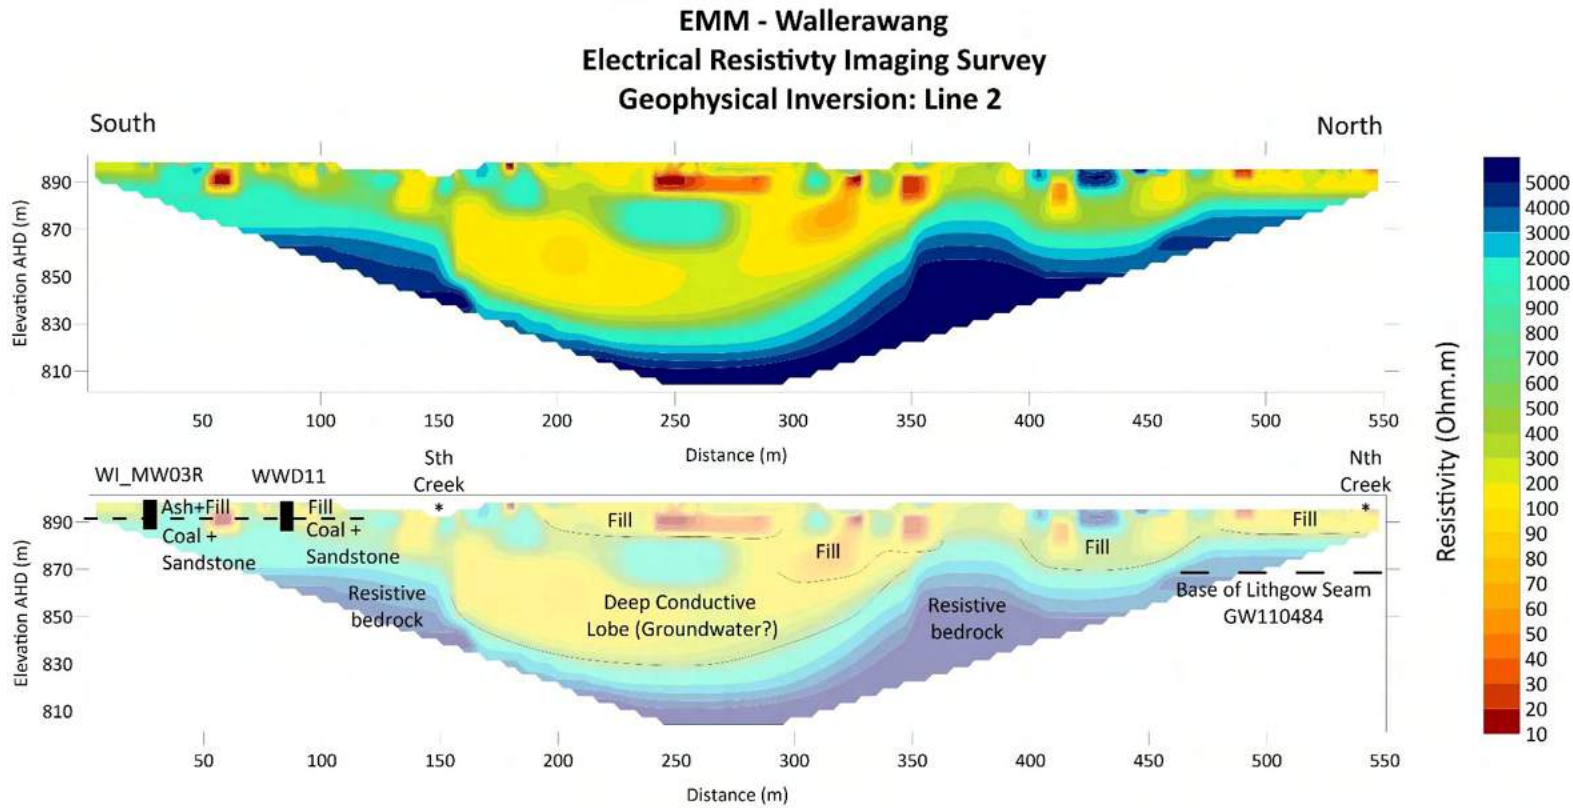 EMM - Wallerawang
Electrical Resistivty Imaging Survey
Geophysical Inversion: Line 2
South
North
Elevation AHD (m)
890
870
850
830
810
50 100 150 200 250 300 350 400 450 500 550
Distance (m)
Resistivity (Ohm.m)
5000
4000
3000
2000
1000
900
800
700
600
500
400
300
200
100
90
80
70
60
50
40
30
20
10
WI_MW03R
WWD11
Sth
Creek
*
Nth
Creek
*
Ash+Fill
Coal +
Sandstone
Fill
Coal +
Sandstone
Fill
Fill
Fill
Fill
Resistive
bedrock
Deep Conductive
Lobe (Groundwater?)
Resistive
bedrock
Base of Lithgow Seam
GW110484
Elevation AHD (m)
890
870
850
830
810
50 100 150 200 250 300 350 400 450 500 550
Distance (m)